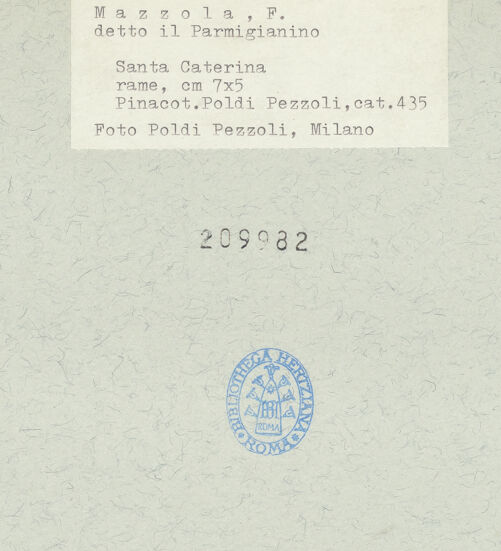 M a z z o l a , F.
detto il Parmigianino
Santa Caterina
rame, cm 7x5
Pinacot.Poldi Pezzoli,cat.435
Foto Poldi Pezzoli, Milano
209982
BIBLIOTHECA HERTZIANA
ROMA
* ROMA *